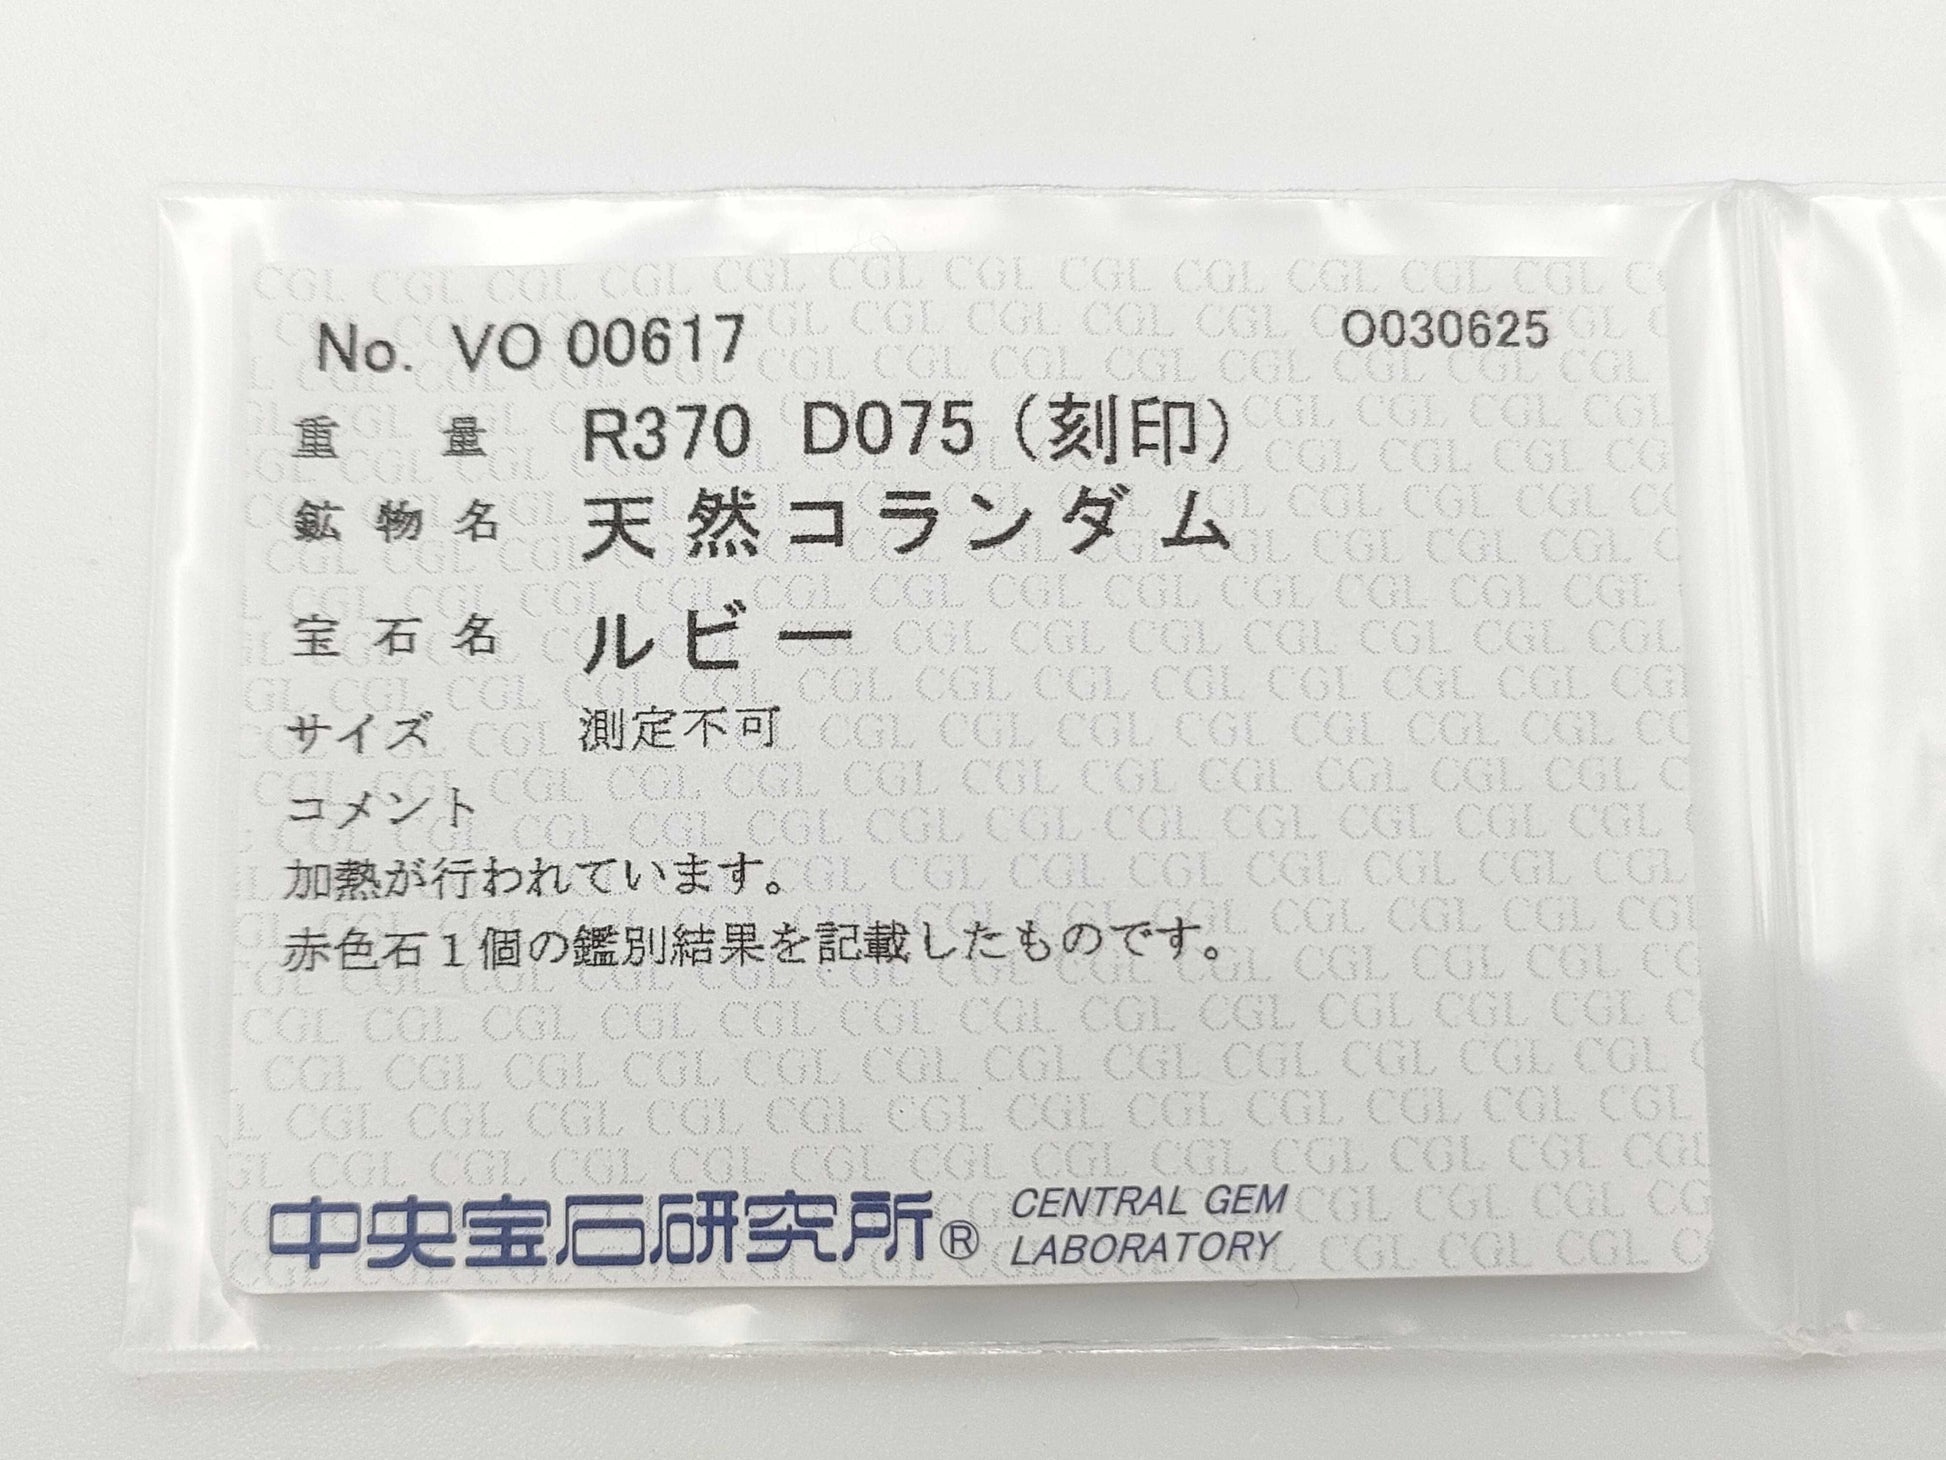 No. VO 00617 O030625
重量 R370 D075 (刻印)
鉱物名 天然コランダム
宝石名 ルビー
サイズ 測定不可
コメント
加熱が行われています。
赤色石1個の鑑別結果を記載したものです。
中央宝石研究所® CENTRAL GEM
LABORATORY